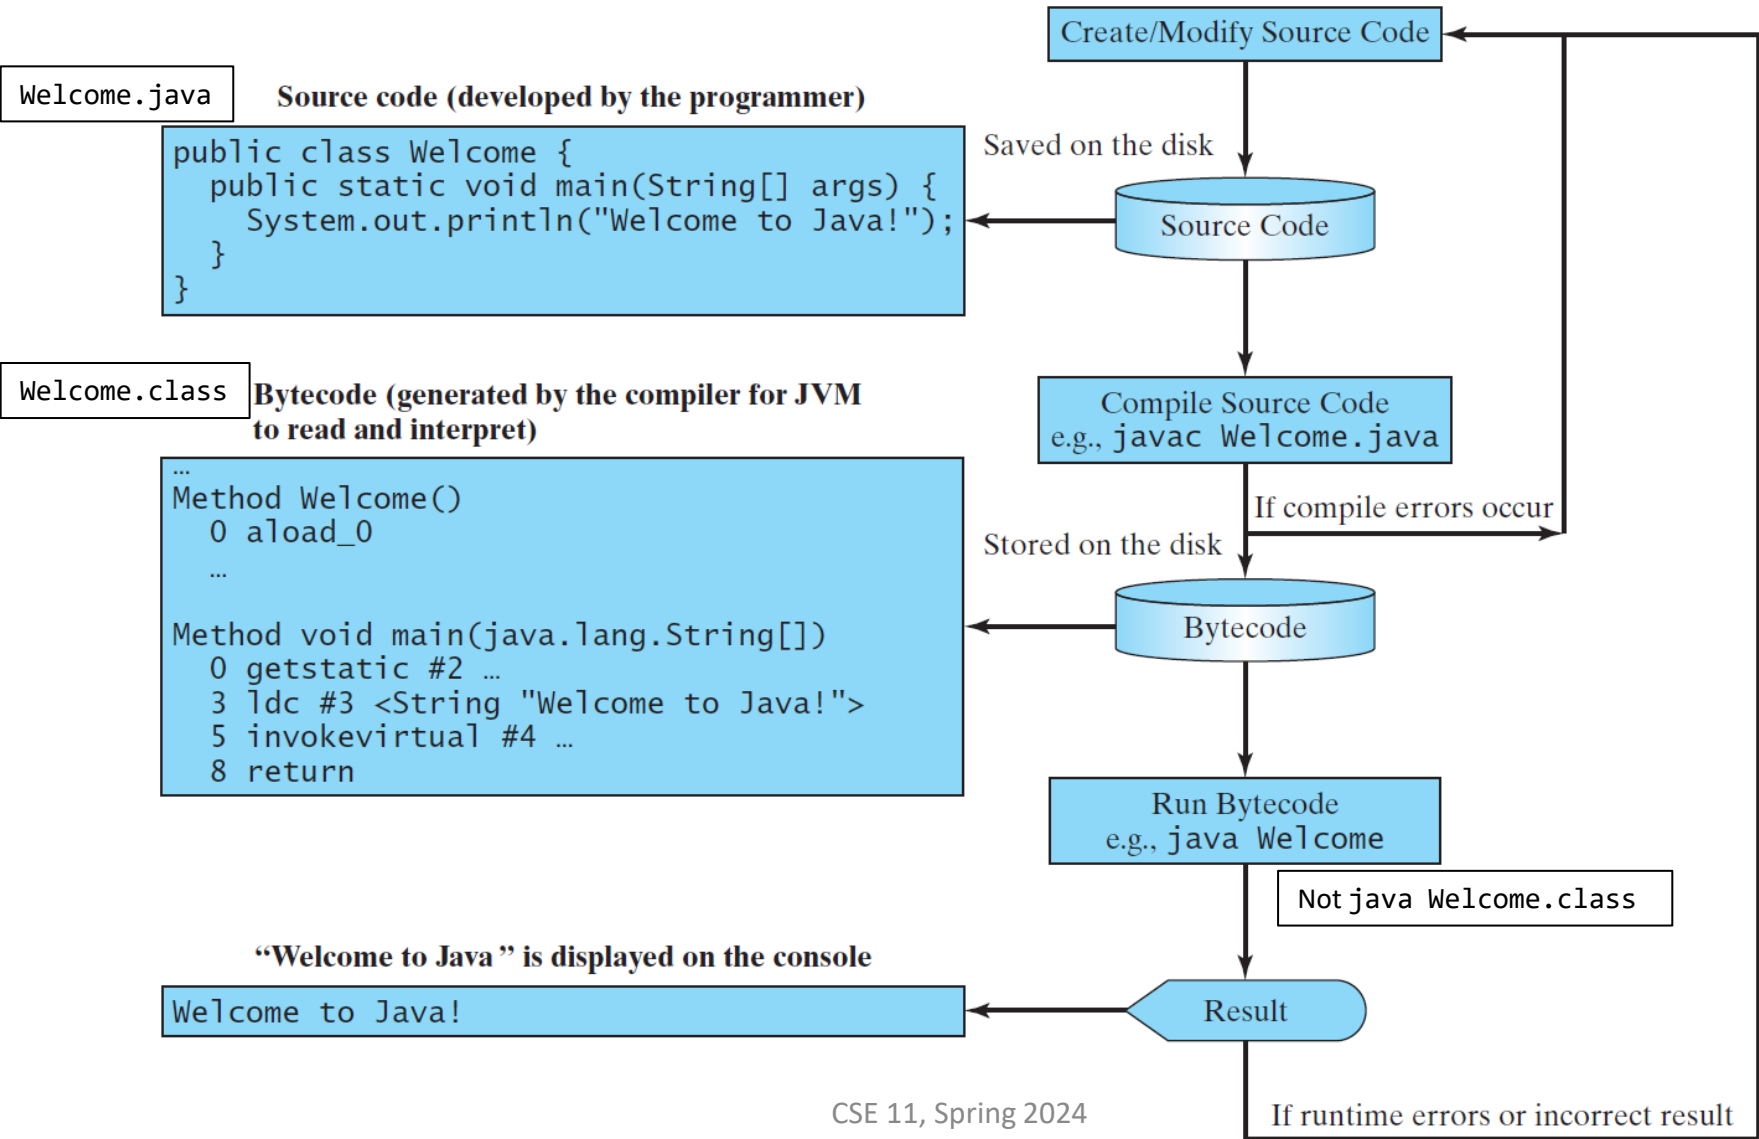 Create/Modify Source Code
Welcome.java
Source code (developed by the programmer)
public class Welcome {
  public static void main(String[] args) {
    System.out.println("Welcome to Java!");
  }
}
Saved on the disk
Source Code
Welcome.class
Bytecode (generated by the compiler for JVM
to read and interpret)
Compile Source Code
e.g., javac Welcome.java
If compile errors occur
…
Method Welcome()
  0 aload_0
  …
Method void main(java.lang.String[])
  0 getstatic #2 …
  3 ldc #3 <String "Welcome to Java!">
  5 invokevirtual #4 …
  8 return
Stored on the disk
Bytecode
Run Bytecode
e.g., java Welcome
Not java Welcome.class
“Welcome to Java” is displayed on the console
Welcome to Java!
Result
If runtime errors or incorrect result
CSE 11, Spring 2024